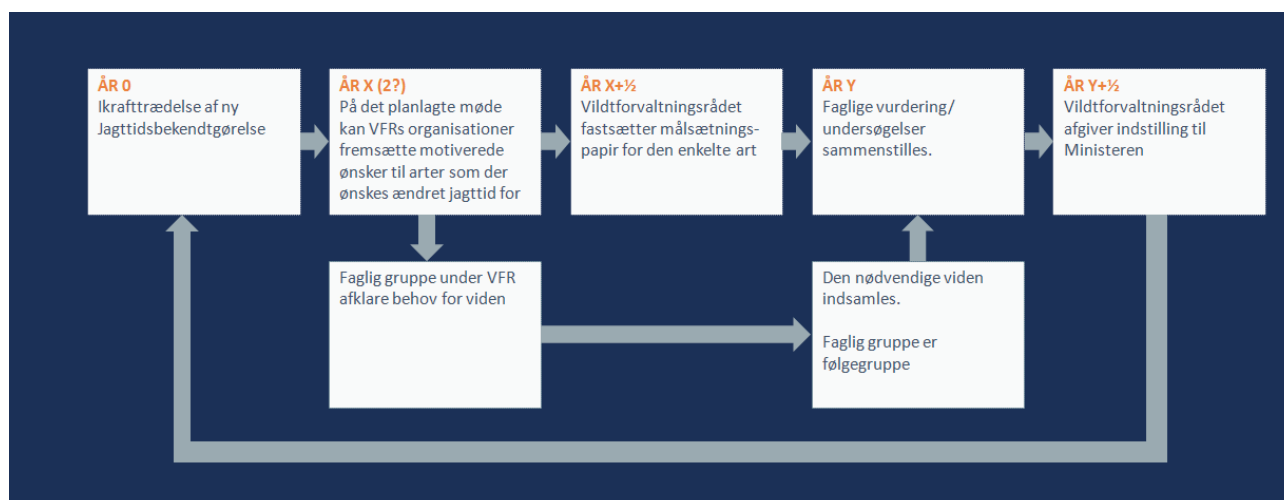 ÅR 0
Ikrafttrædelse af ny
Jagttidsbekendtgørelse
ÅR X (2?)
På det planlagte møde
kan VFRs organisationer
fremsætte motiverede
ønsker til arter som der
ønskes ændret jagttid for
ÅR X+½
Vildtforvaltningsrådet
fastsætter målsætnings-
papir for den enkelte art
ÅR Y
Faglige vurdering/
undersøgelser
sammenstilles.
ÅR Y+½
Vildtforvaltningsrådet
afgiver indstilling til
Ministeren
Faglig gruppe under VFR
afklare behov for viden
Den nødvendige viden
indsamles.
Faglig gruppe er
følgegruppe